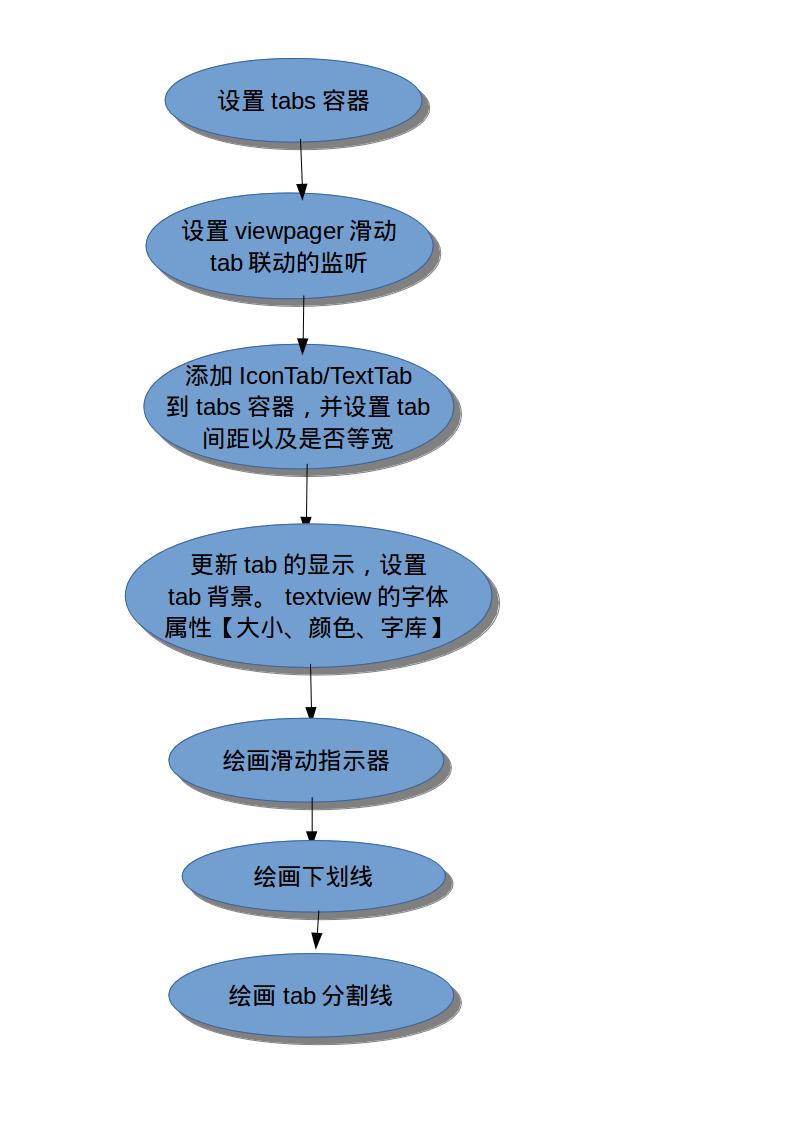 设置 tabs 容器
设置 viewpager 滑动
tab 联动的监听
添加 IconTab/TextTab
到 tabs 容器，并设置 tab
间距以及是否等宽
更新 tab 的显示，设置
tab 背景。 textview 的字体
属性【大小、颜色、字库】
绘画滑动指示器
绘画下划线
绘画 tab 分割线